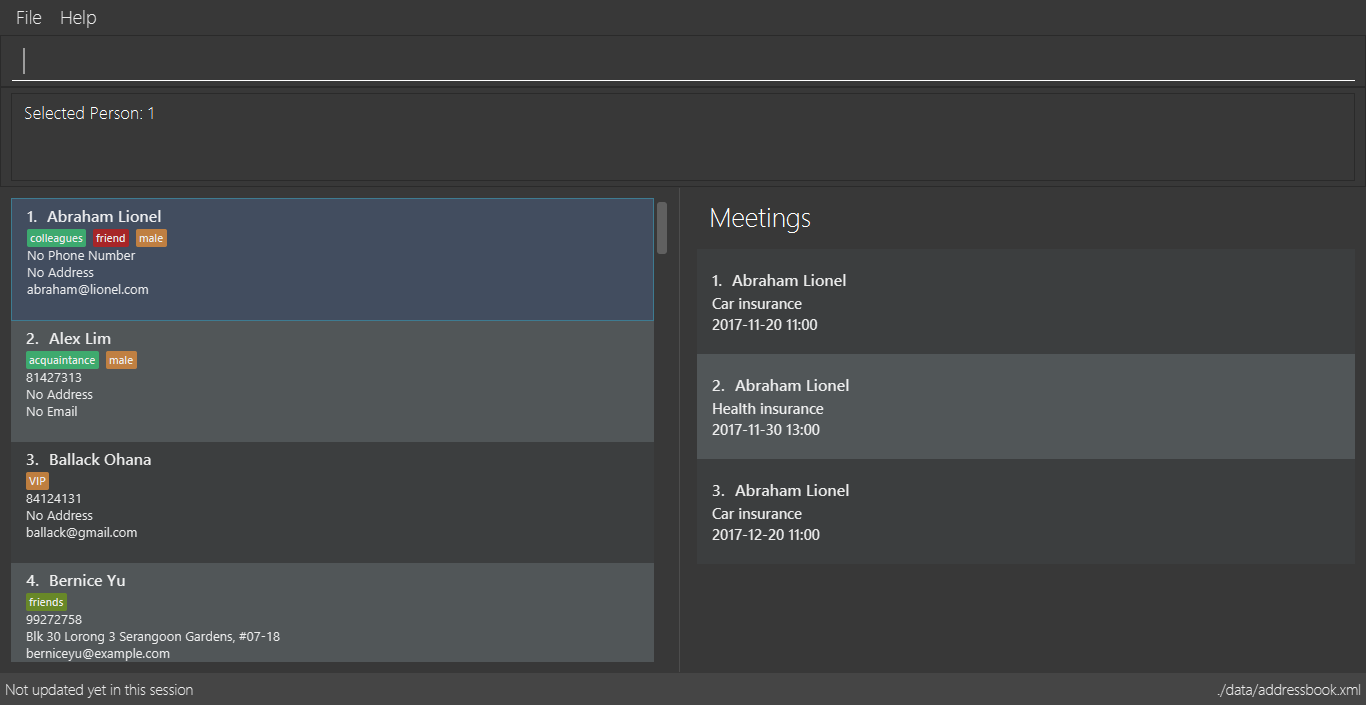 File Help
Selected Person: 1
1. Abraham Lionel
colleagues friend male
No Phone Number
No Address
abraham@lionel.com
2. Alex Lim
acquaintance male
81427313
No Address
No Email
3. Ballack Ohana
VIP
84124131
No Address
ballack@gmail.com
4. Bernice Yu
friends
99272758
Blk 30 Lorong 3 Serangoon Gardens, #07-18
berniceyu@example.com
Meetings
1. Abraham Lionel
Car insurance
2017-11-20 11:00
2. Abraham Lionel
Health insurance
2017-11-30 13:00
3. Abraham Lionel
Car insurance
2017-12-20 11:00
Not updated yet in this session
./data/addressbook.xml